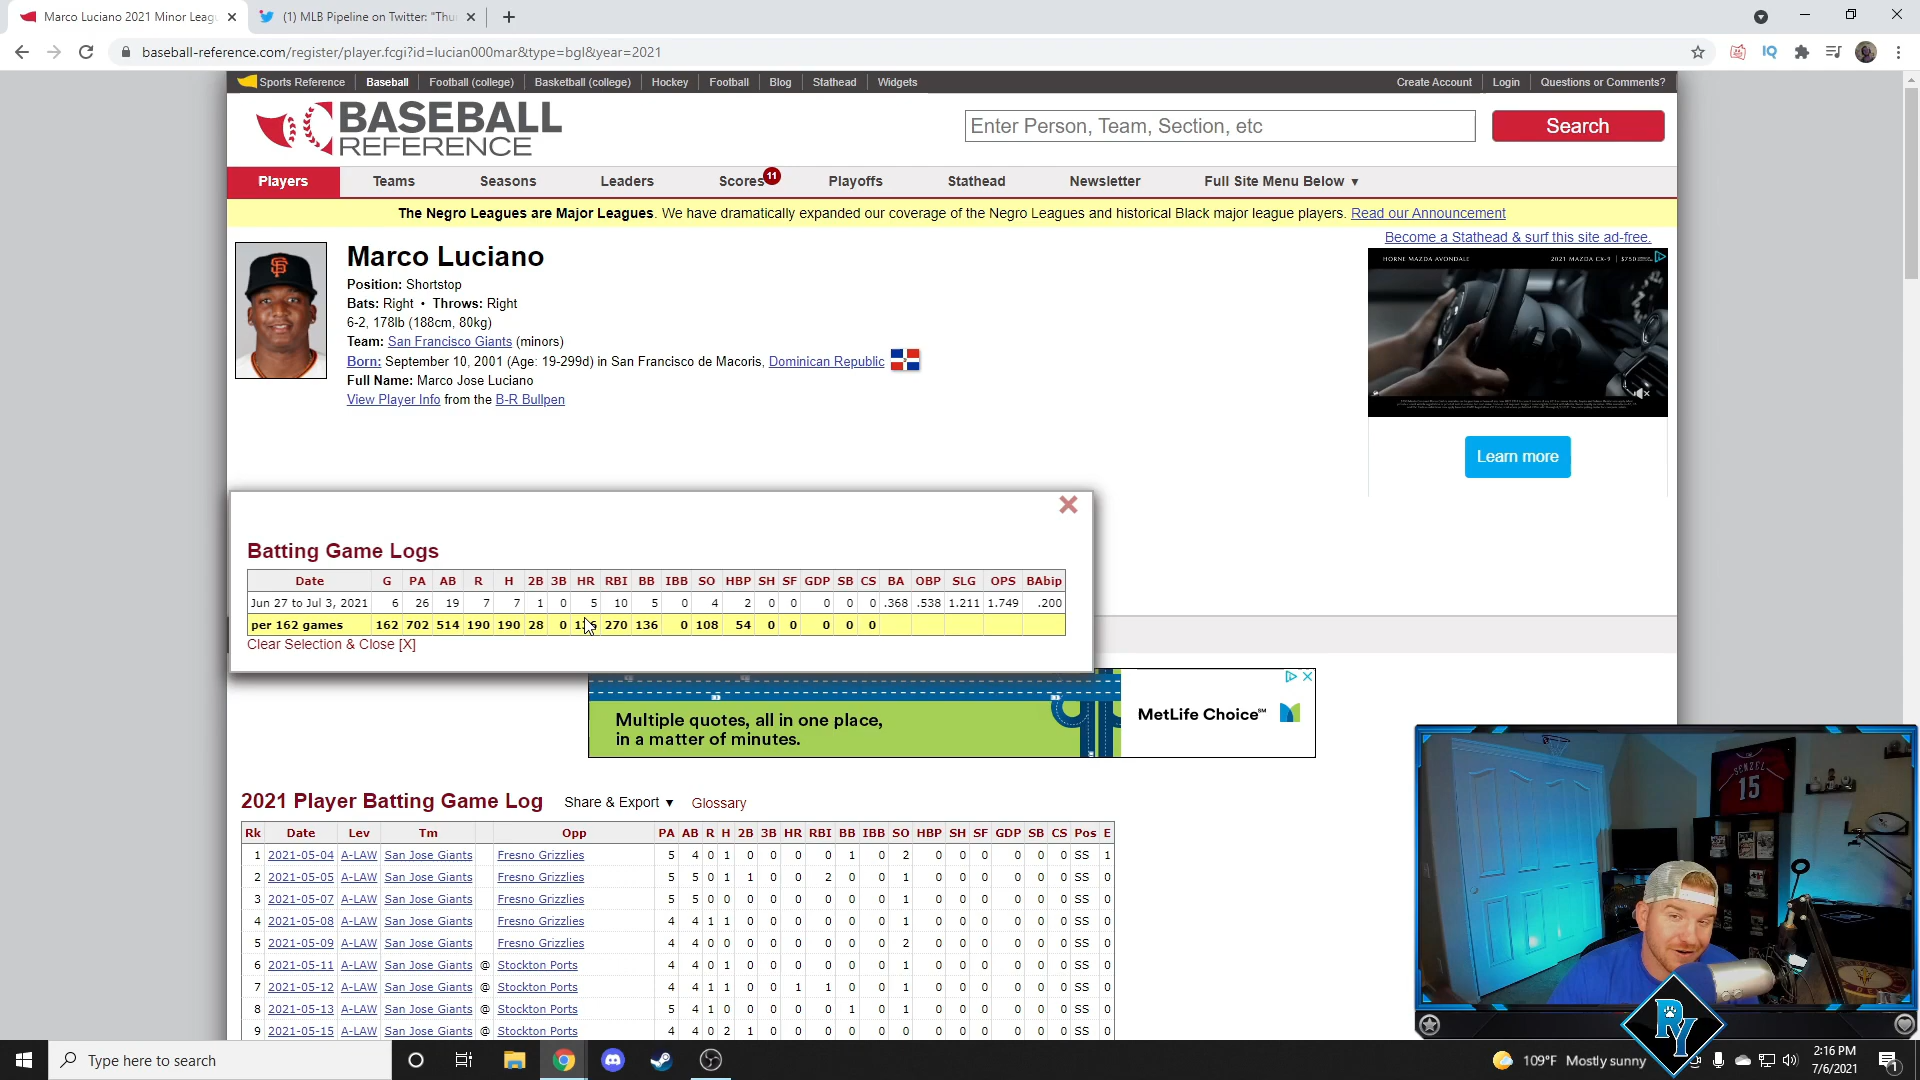 Marco Luciano 2021 Minor Leag
(1) MLB Pipeline on Twitter: "Thu
baseball-reference.com/register/player.fcgi?id=lucian000mar&type=bgl&year=2021
Sports Reference Baseball Football (college) Basketball (college) Hockey Football Blog Stathead Widgets Create Account Login Questions or Comments?
BASEBALL
REFERENCE
Enter Person, Team, Section, etc Search
Players Teams Seasons Leaders Scores 11 Playoffs Stathead Newsletter Full Site Menu Below ▼
The Negro Leagues are Major Leagues. We have dramatically expanded our coverage of the Negro Leagues and historical Black major league players. Read our Announcement
Become a Stathead & surf this site ad-free.
HORNE MAZDA AVONDALE 2021 MAZDA CX-9 | $750
Learn more
Marco Luciano
Position: Shortstop
Bats: Right • Throws: Right
6-2, 178lb (188cm, 80kg)
Team: San Francisco Giants (minors)
Born: September 10, 2001 (Age: 19-299d) in San Francisco de Macoris, Dominican Republic
Full Name: Marco Jose Luciano
View Player Info from the B-R Bullpen
Batting Game Logs
Date G PA AB R H 2B 3B HR RBI BB IBB SO HBP SH SF GDP SB CS BA OBP SLG OPS BAbip
Jun 27 to Jul 3, 2021 6 26 19 7 7 1 0 5 10 5 0 4 2 0 0 0 0 0 .368 .538 1.211 1.749 .200
per 162 games 162 702 514 190 190 28 0 270 136 0 108 54 0 0 0 0 0
Clear Selection & Close [X]
Multiple quotes, all in one place,
in a matter of minutes.
MetLife Choice℠
2021 Player Batting Game Log Share & Export ▼ Glossary
Rk Date Lev Tm Opp PA AB R H 2B 3B HR RBI BB IBB SO HBP SH SF GDP SB CS Pos E
1 2021-05-04 A-LAW San Jose Giants Fresno Grizzlies 5 4 0 1 0 0 0 0 1 0 2 0 0 0 0 0 0 SS 1
2 2021-05-05 A-LAW San Jose Giants Fresno Grizzlies 5 5 0 1 1 0 0 2 0 0 1 0 0 0 0 0 0 SS 0
3 2021-05-07 A-LAW San Jose Giants Fresno Grizzlies 5 5 0 0 0 0 0 0 0 0 1 0 0 0 0 0 0 SS 0
4 2021-05-08 A-LAW San Jose Giants Fresno Grizzlies 4 4 1 1 0 0 0 0 0 0 1 0 0 0 0 0 0 SS 0
5 2021-05-09 A-LAW San Jose Giants Fresno Grizzlies 4 4 0 0 0 0 0 0 0 0 2 0 0 0 0 0 0 SS 0
6 2021-05-11 A-LAW San Jose Giants @ Stockton Ports 4 4 0 1 0 0 0 0 0 0 1 0 0 0 0 0 0 SS 0
7 2021-05-12 A-LAW San Jose Giants @ Stockton Ports 4 4 1 1 0 0 1 1 0 0 1 0 0 0 0 0 0 SS 0
8 2021-05-13 A-LAW San Jose Giants @ Stockton Ports 5 4 1 0 0 0 0 0 1 0 1 0 0 0 0 0 0 SS 0
9 2021-05-15 A-LAW San Jose Giants @ Stockton Ports 4 4 0 2 1 0 0 0 0 0 0 0 0 0 0 0 0 SS 0
SENZEL
15
RY
Type here to search
109°F Mostly sunny
2:16 PM
7/6/2021
1